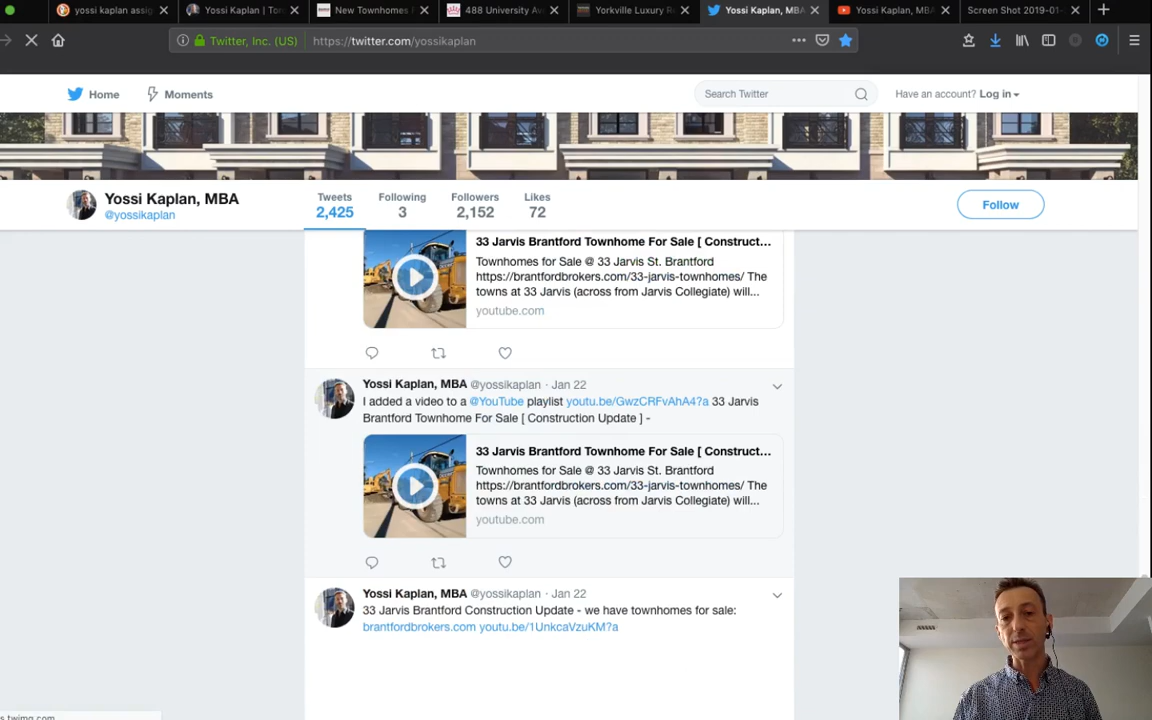 yossi kaplan assig
Yossi Kaplan | Tor
New Townhomes F
488 University Av
Yorkville Luxury R
Yossi Kaplan, MBA
Yossi Kaplan, MBA
Screen Shot 2019-01-
Twitter, Inc. (US)
https://twitter.com/yossikaplan
Home
Moments
Search Twitter
Have an account? Log in
Yossi Kaplan, MBA
@yossikaplan
Tweets
2,425
Following
3
Followers
2,152
Likes
72
Follow
33 Jarvis Brantford Townhome For Sale [ Construct...
Townhomes for Sale @ 33 Jarvis St. Brantford
https://brantfordbrokers.com/33-jarvis-townhomes/ The
towns at 33 Jarvis (across from Jarvis Collegiate) will...
youtube.com
Yossi Kaplan, MBA @yossikaplan · Jan 22
I added a video to a @YouTube playlist youtu.be/GwzCRFvAhA4?a 33 Jarvis
Brantford Townhome For Sale [ Construction Update ] -
33 Jarvis Brantford Townhome For Sale [ Construct...
Townhomes for Sale @ 33 Jarvis St. Brantford
https://brantfordbrokers.com/33-jarvis-townhomes/ The
towns at 33 Jarvis (across from Jarvis Collegiate) will...
youtube.com
Yossi Kaplan, MBA @yossikaplan · Jan 22
33 Jarvis Brantford Construction Update - we have townhomes for sale:
brantfordbrokers.com youtu.be/1UnkcaVzuKM?a
s.twimg.com